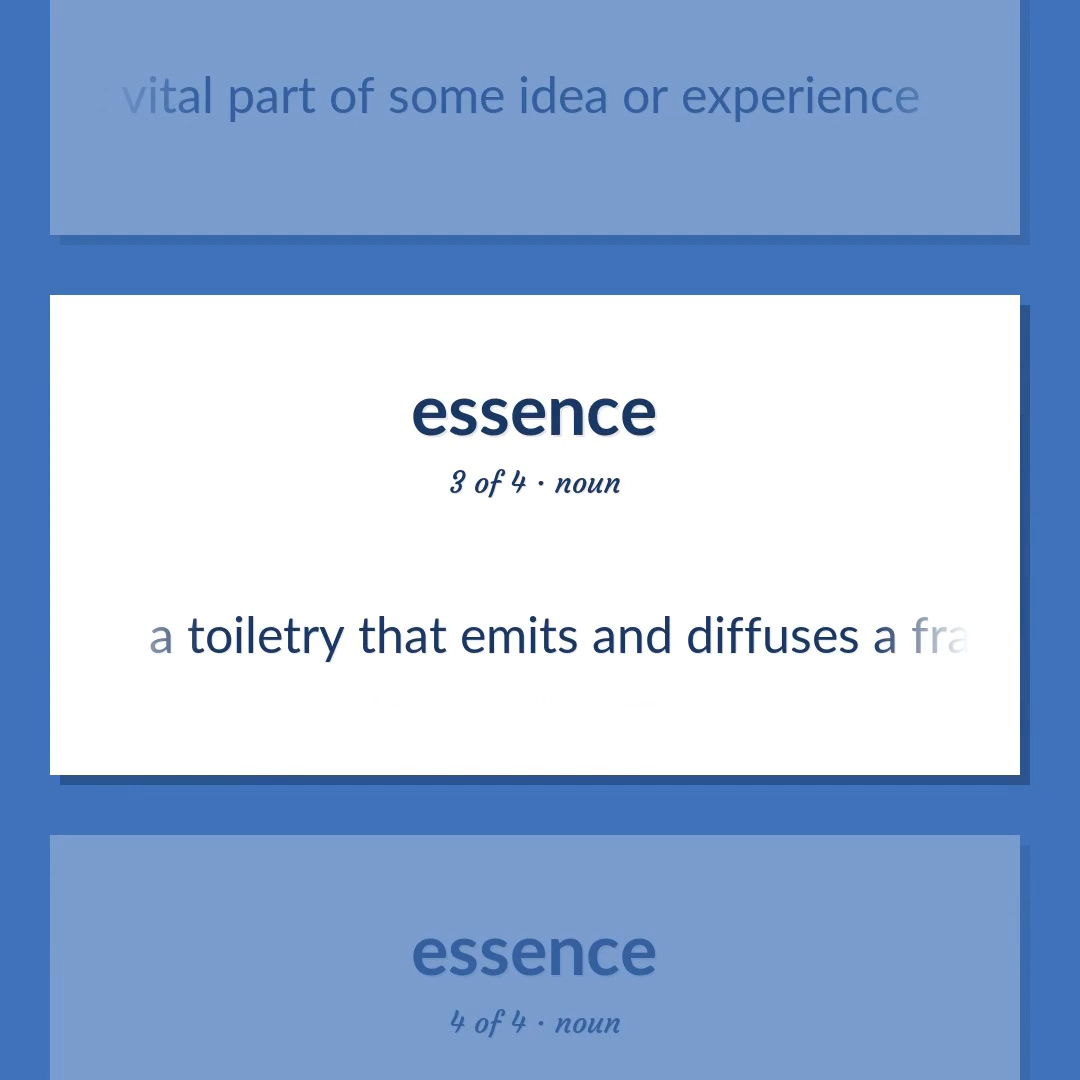 vital part of some idea or experience
essence
3 of 4 · noun
a toiletry that emits and diffuses a fra
essence
4 of 4 · noun